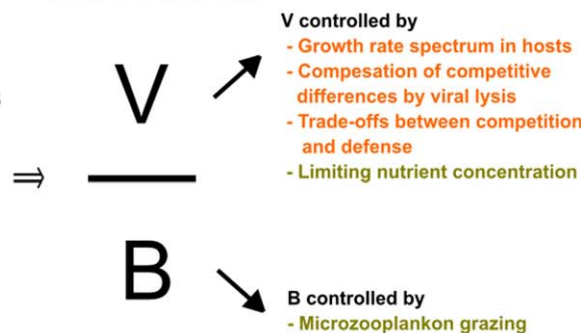 V controlled by
- Growth rate spectrum in hosts
- Compesation of competitive
differences by viral lysis
- Trade-offs between competition
and defense
- Limiting nutrient concentration
V
⇒
B
B controlled by
- Microzooplankon grazing